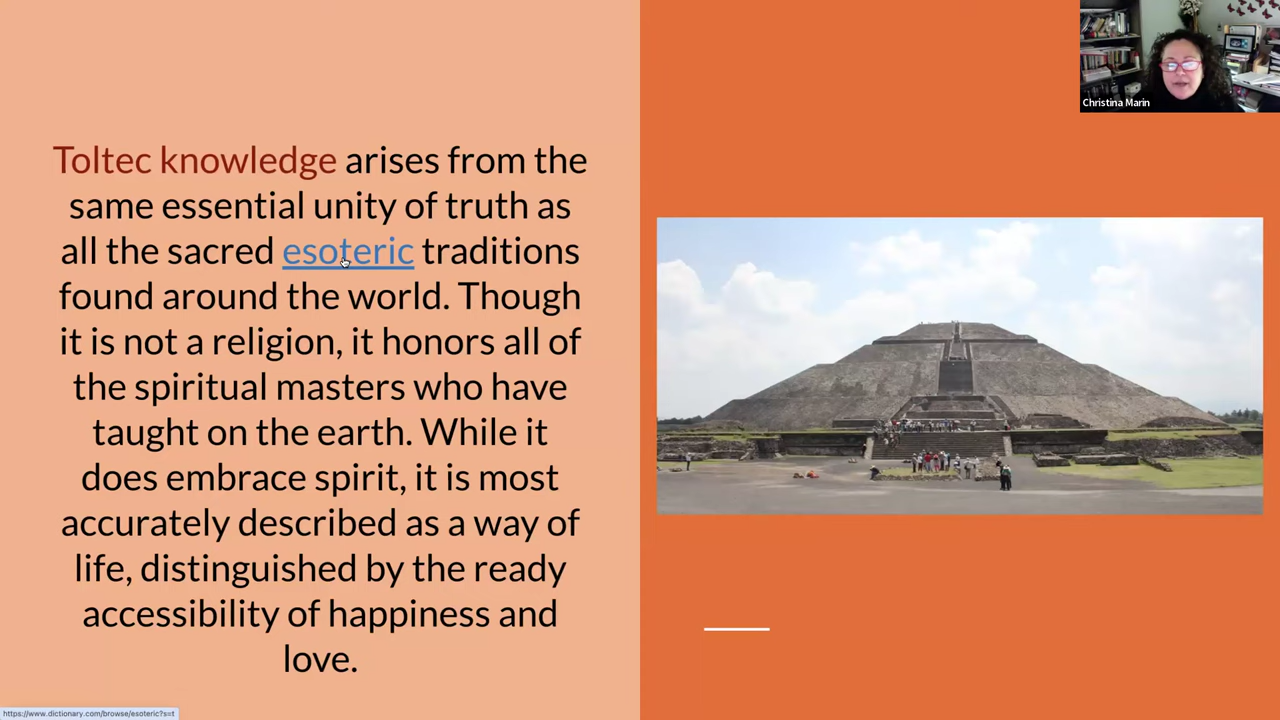 Toltec knowledge arises from the
same essential unity of truth as
all the sacred esoteric traditions
found around the world. Though
it is not a religion, it honors all of
the spiritual masters who have
taught on the earth. While it
does embrace spirit, it is most
accurately described as a way of
life, distinguished by the ready
accessibility of happiness and
love.
Christina Marin
https://www.dictionary.com/browse/esoteric?s=t